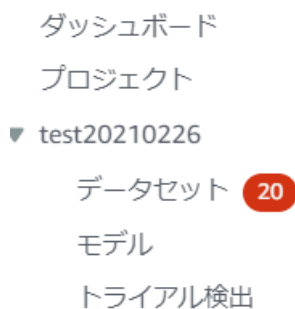 ダッシュボード
プロジェクト
test20210226
データセット 20
モデル
トライアル検出